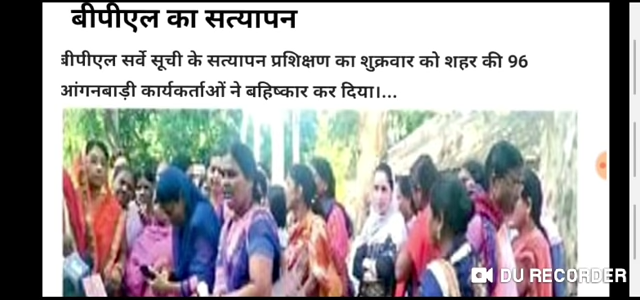 बीपीएल का सत्यापन
बीपीएल सर्वे सूची के सत्यापन प्रशिक्षण का शुक्रवार को शहर की 96
आंगनबाड़ी कार्यकर्ताओं ने बहिष्कार कर दिया।...
DU RECORDER